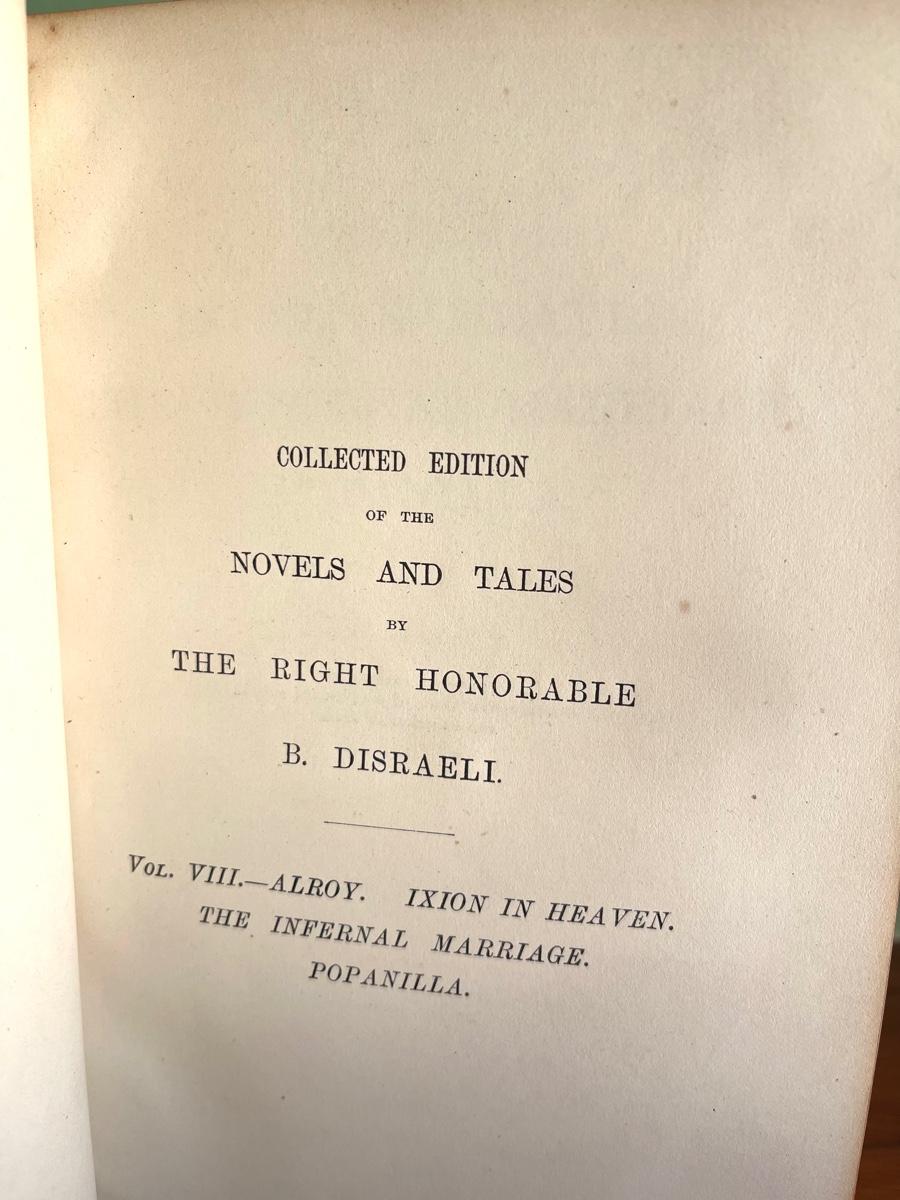 COLLECTED EDITION
OF THE
NOVELS AND TALES
BY
THE RIGHT HONORABLE
B. DISRAELI.
VOL. VIII.—ALROY. IXION IN HEAVEN.
THE INFERNAL MARRIAGE.
POPANILLA.